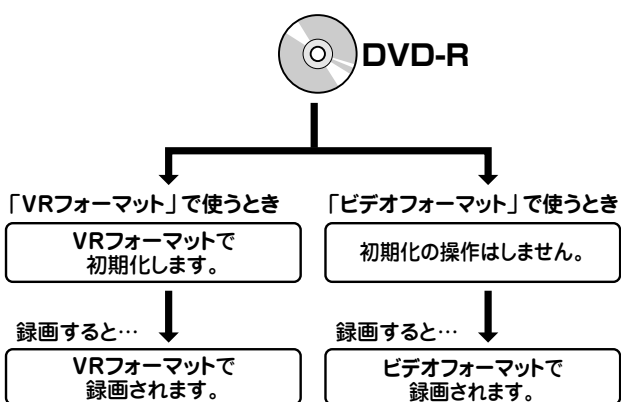 DVD-R
「VRフォーマット」で使うとき
VRフォーマットで
初期化します。
録画すると…
VRフォーマットで
録画されます。
「ビデオフォーマット」で使うとき
初期化の操作はしません。
録画すると…
ビデオフォーマットで
録画されます。